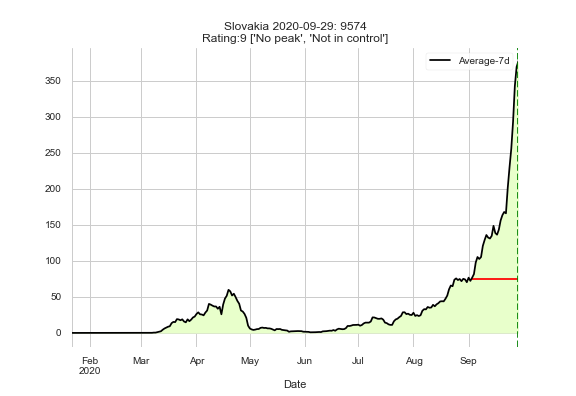 Slovakia 2020-09-29: 9574
Rating:9 ['No peak', 'Not in control']
Average-7d
350
300
250
200
150
100
50
0
Feb Mar Apr May Jun Jul Aug Sep
2020
Date